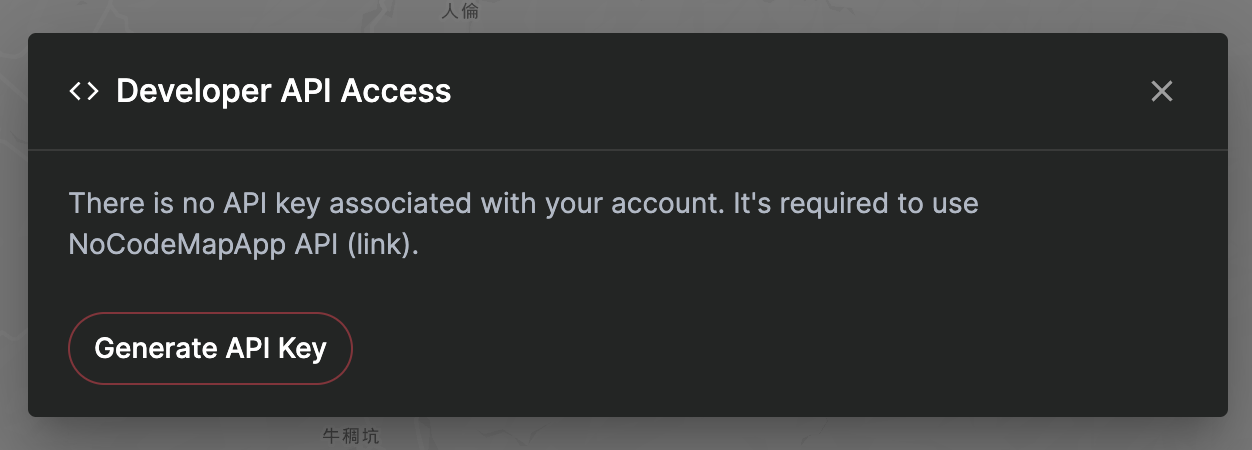 人倫
Developer API Access
There is no API key associated with your account. It's required to use
NoCodeMapApp API (link).
Generate API Key
牛稠坑